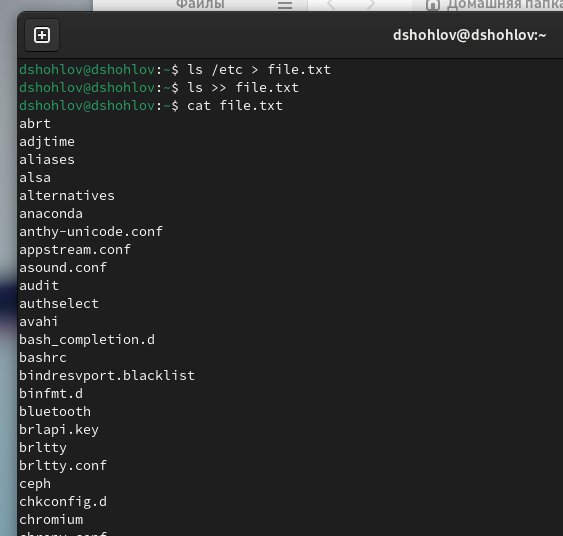 Файлы
Домашняя папка
dshohlov@dshohlov:~
dshohlov@dshohlov:~$ ls /etc > file.txt
dshohlov@dshohlov:~$ ls >> file.txt
dshohlov@dshohlov:~$ cat file.txt
abrt
adjtime
aliases
alsa
alternatives
anaconda
anthy-unicode.conf
appstream.conf
asound.conf
audit
authselect
avahi
bash_completion.d
bashrc
bindresvport.blacklist
binfmt.d
bluetooth
brlapi.key
brltty
brltty.conf
ceph
chkconfig.d
chromium